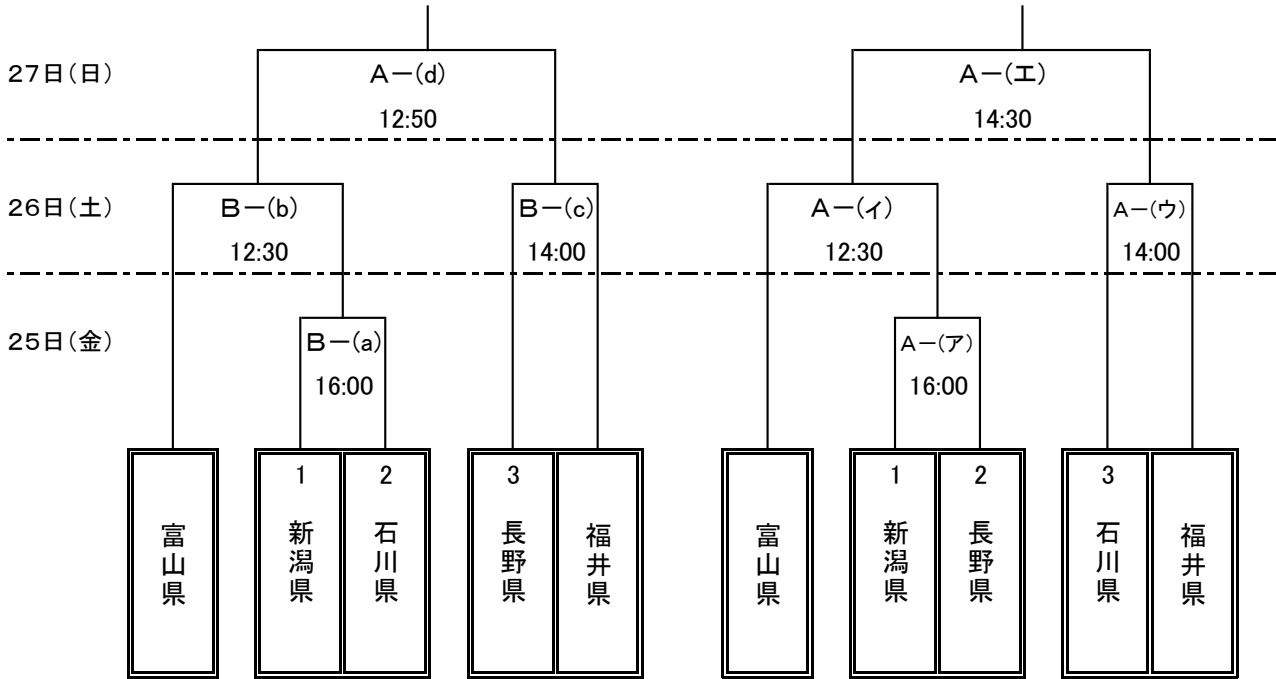 27日(日)
A－(d)
12:50
A－(エ)
14:30
26日(土)
B－(b)
12:30
B－(c)
14:00
A－(イ)
12:30
A－(ウ)
14:00
25日(金)
B－(a)
16:00
A－(ア)
16:00
富山県
1
新潟県
2
石川県
3
長野県
福井県
富山県
1
新潟県
2
長野県
3
石川県
福井県